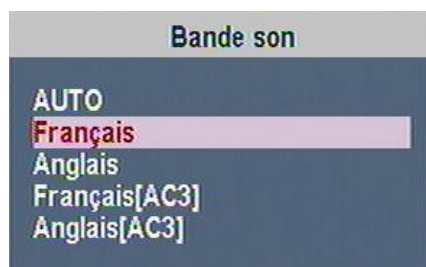 Bande son
AUTO
Français
Anglais
Français[AC3]
Anglais[AC3]